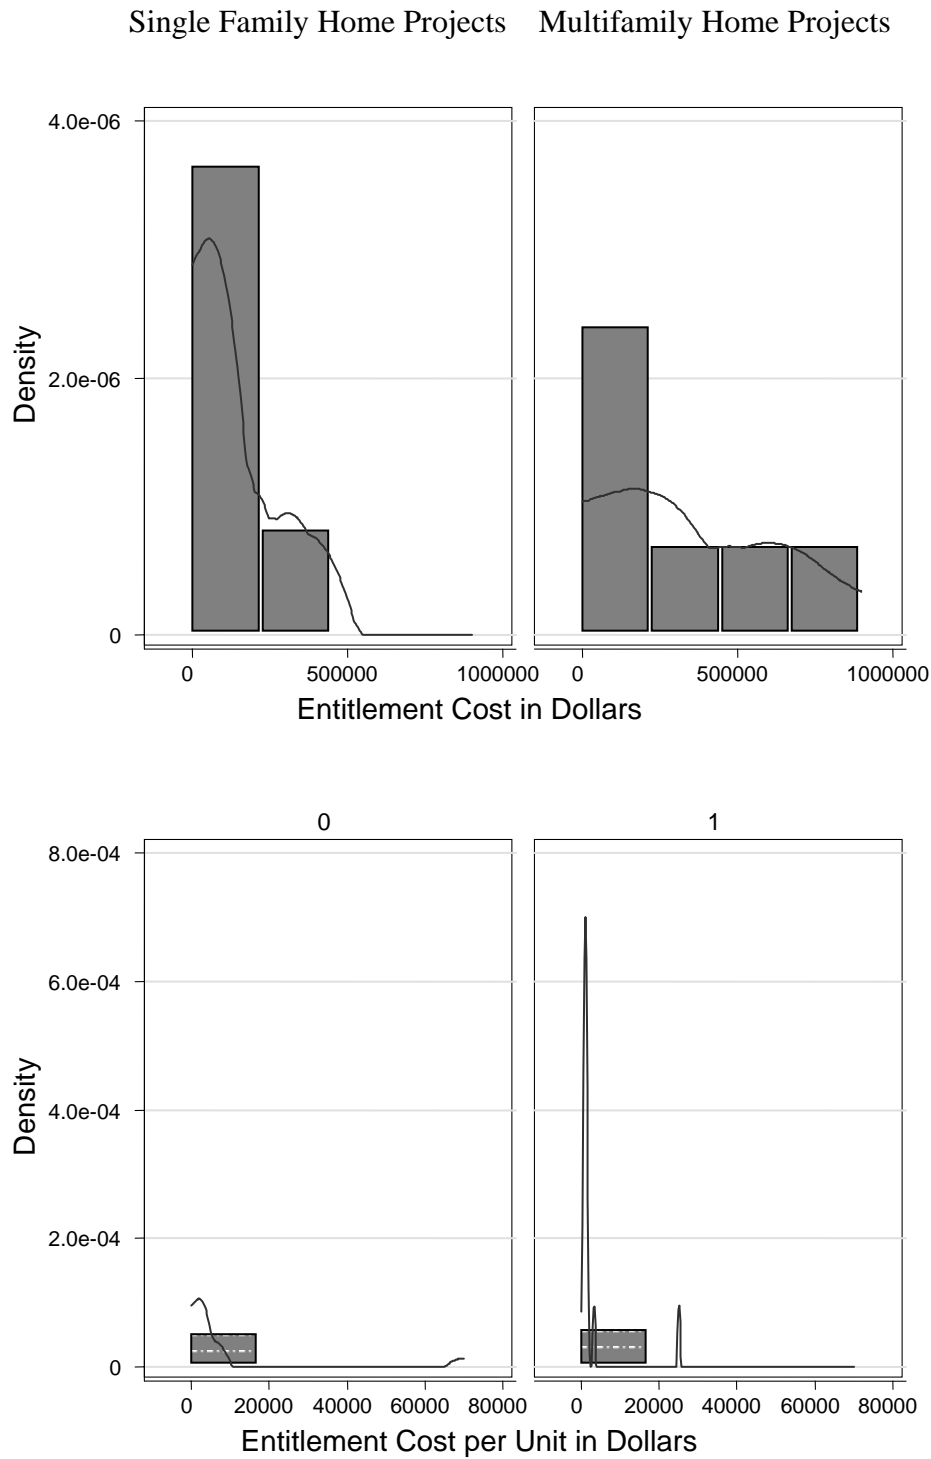 Single Family Home Projects Multifamily Home Projects
4.0e-06
2.0e-06
0
Density
0 500000 1000000 0 500000 1000000
Entitlement Cost in Dollars
0 1
8.0e-04
6.0e-04
4.0e-04
2.0e-04
0
Density
0 20000 40000 60000 80000 0 20000 40000 60000 80000
Entitlement Cost per Unit in Dollars